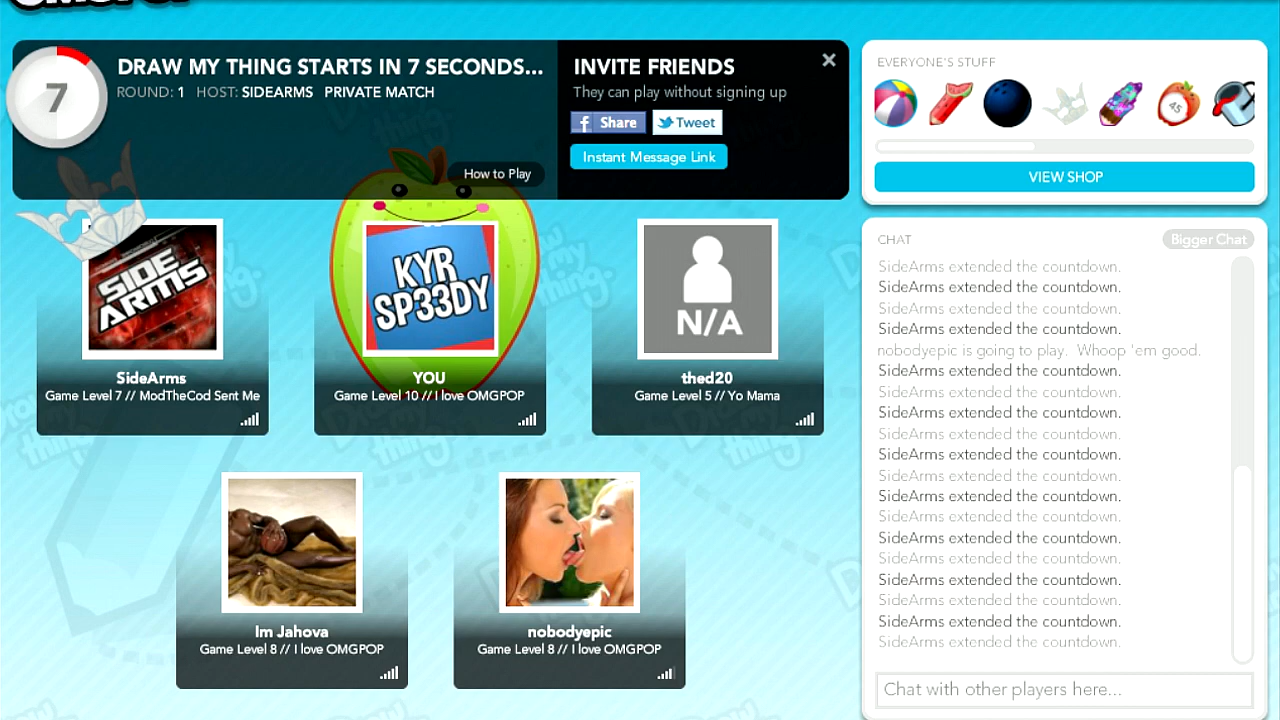 OMGPOP
7
DRAW MY THING STARTS IN 7 SECONDS...
ROUND: 1 HOST: SIDEARMS PRIVATE MATCH
How to Play
INVITE FRIENDS
They can play without signing up
f Share
Tweet
Instant Message Link
SIDE
ARMS
SideArms
Game Level 7 // ModTheCod Sent Me
KYR
SP33DY
YOU
Game Level 10 // I love OMGPOP
N/A
thed20
Game Level 5 // Yo Mama
Im Jahova
Game Level 8 // I love OMGPOP
nobodyepic
Game Level 8 // I love OMGPOP
EVERYONE'S STUFF
45
VIEW SHOP
CHAT
Bigger Chat
SideArms extended the countdown.
SideArms extended the countdown.
SideArms extended the countdown.
SideArms extended the countdown.
nobodyepic is going to play. Whoop 'em good.
SideArms extended the countdown.
SideArms extended the countdown.
SideArms extended the countdown.
SideArms extended the countdown.
SideArms extended the countdown.
SideArms extended the countdown.
SideArms extended the countdown.
SideArms extended the countdown.
SideArms extended the countdown.
SideArms extended the countdown.
SideArms extended the countdown.
SideArms extended the countdown.
SideArms extended the countdown.
SideArms extended the countdown.
Chat with other players here...